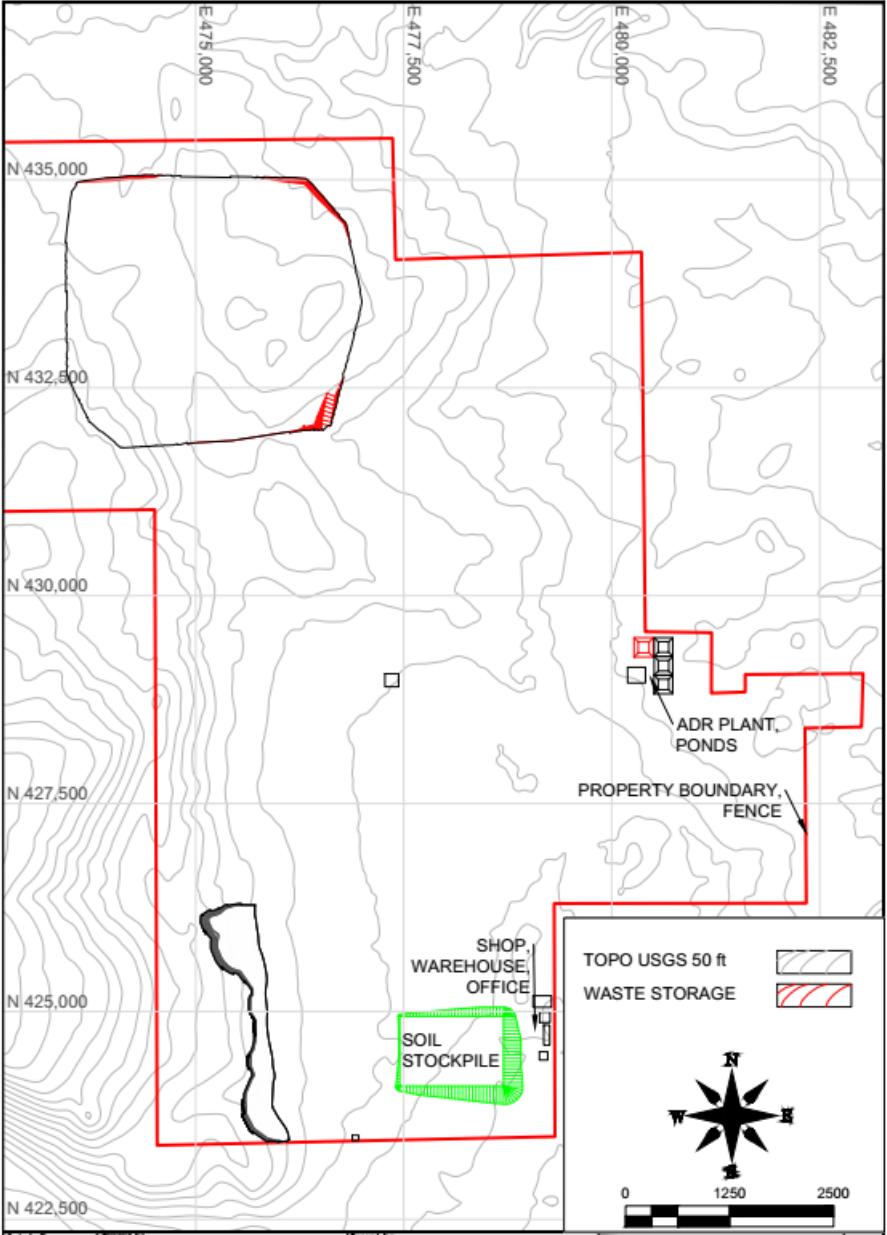 E 475,000
E 477,500
E 480,000
E 482,500
N 435,000
N 432,500
N 430,000
ADR PLANT,
PONDS
N 427,500
PROPERTY BOUNDARY,
FENCE
SHOP,
WAREHOUSE,
OFFICE
N 425,000
SOIL
STOCKPILE
TOPO USGS 50 ft
WASTE STORAGE
N
W
E
S
0
1250
2500
N 422,500